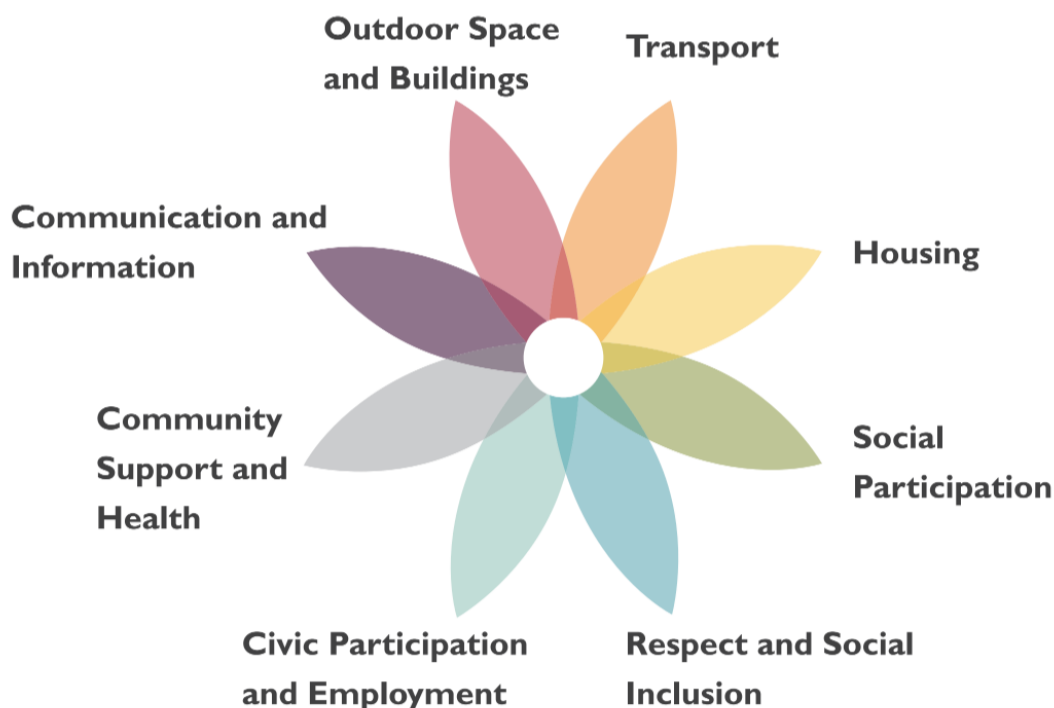 Outdoor Space
and Buildings
Transport
Housing
Social
Participation
Respect and Social
Inclusion
Civic Participation
and Employment
Community
Support and
Health
Communication and
Information